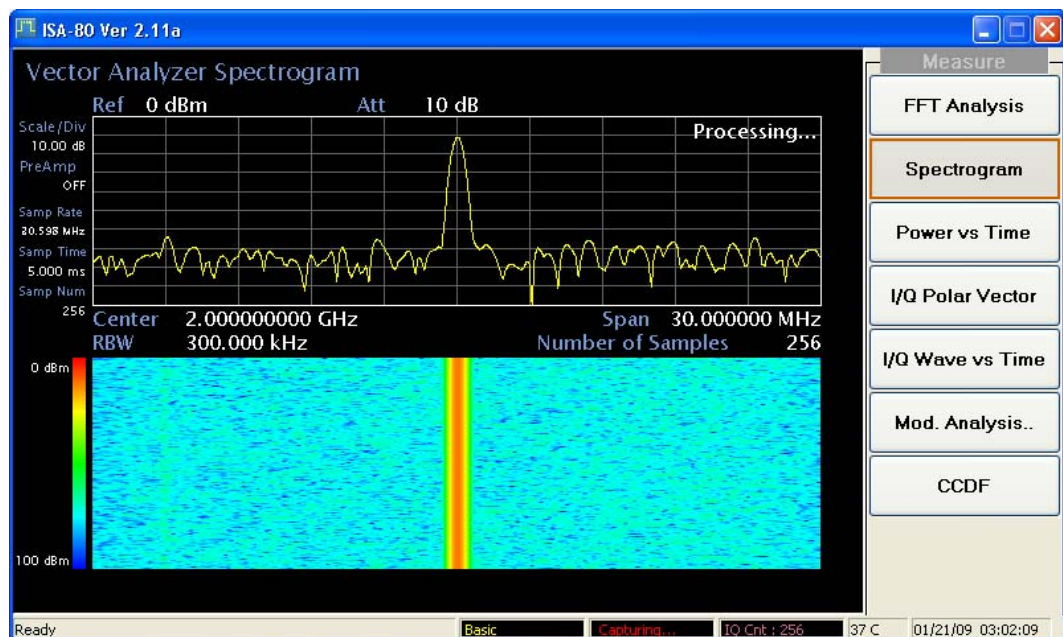 ISA-80 Ver 2.11a
Vector Analyzer Spectrogram
Ref 0 dBm Att 10 dB
Scale/Div
10.00 dB
PreAmp
OFF
Samp Rate
20.598 MHz
Samp Time
5.000 ms
Samp Num
256
Processing...
Center 2.000000000 GHz Span 30.000000 MHz
RBW 300.000 kHz Number of Samples 256
0 dBm
100 dBm
Measure
FFT Analysis
Spectrogram
Power vs Time
I/Q Polar Vector
I/Q Wave vs Time
Mod. Analysis..
CCDF
Ready Basic Capturing... IQ Cnt : 256 37 C 01/21/09 03:02:09